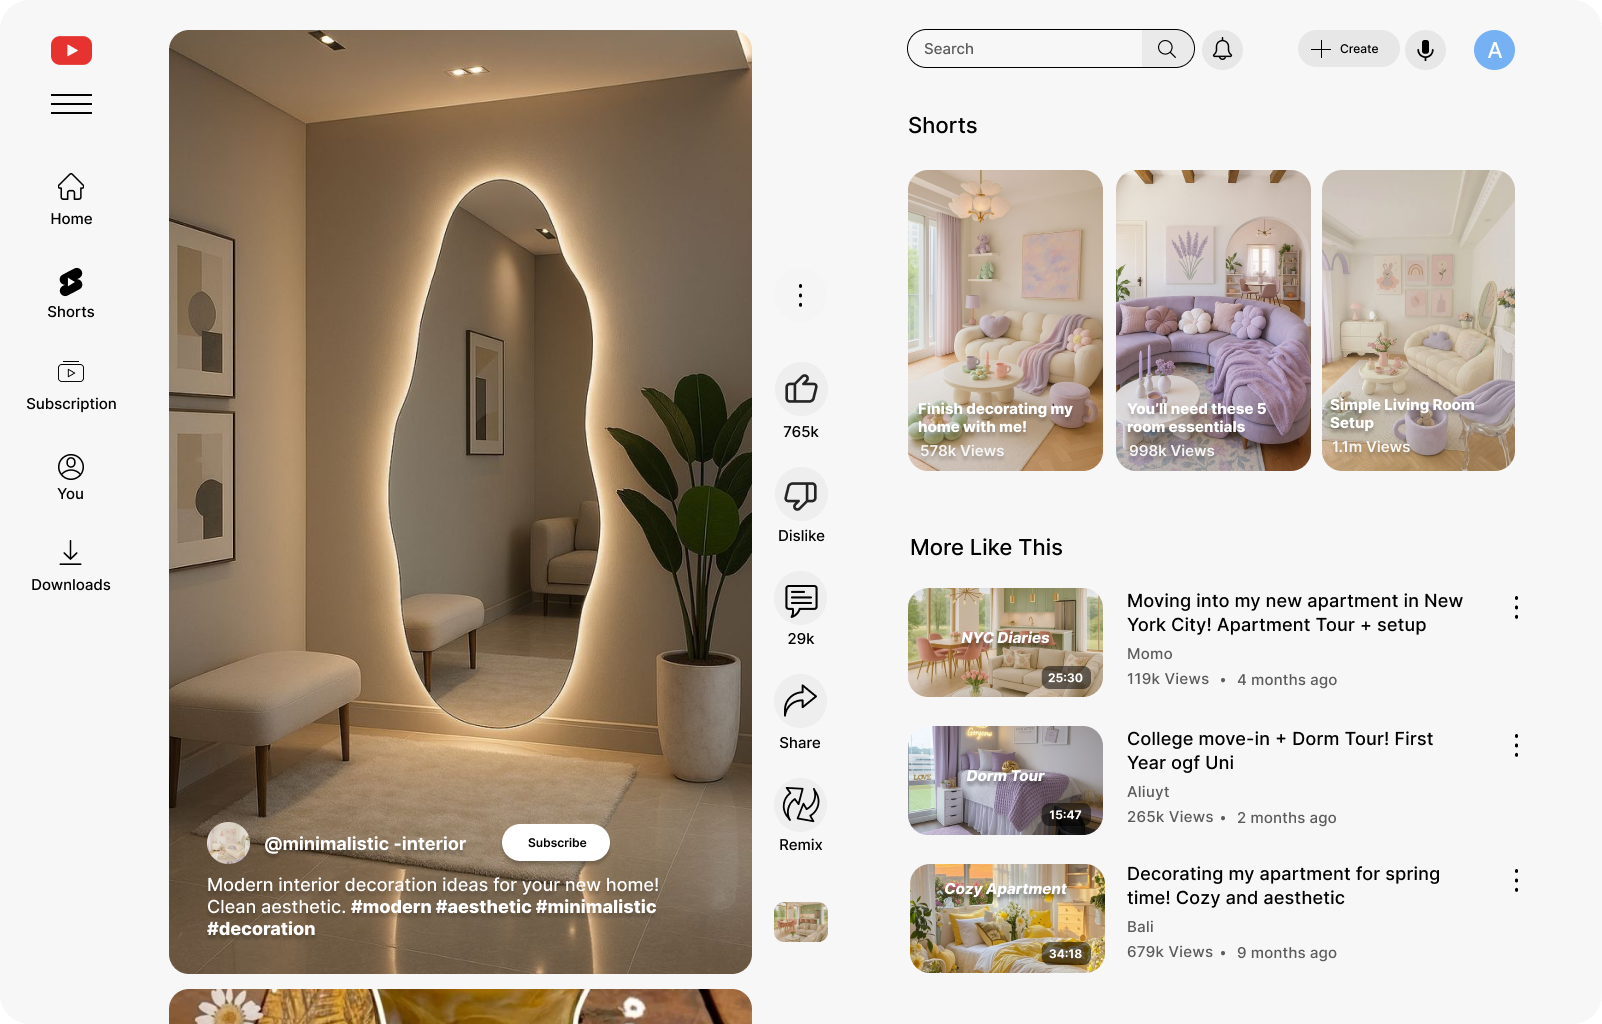 Search
Create
A
Home
Shorts
Subscription
You
Downloads
@minimalistic -interior
Subscribe
Modern interior decoration ideas for your new home!
Clean aesthetic. #modern #aesthetic #minimalistic
#decoration
765k
Dislike
29k
Share
Remix
Shorts
Finish decorating my
home with me!
578k Views
You'll need these 5
room essentials
998k Views
Simple Living Room
Setup
1.1m Views
More Like This
NYC Diaries
25:30
Moving into my new apartment in New
York City! Apartment Tour + setup
Momo
119k Views • 4 months ago
Dorm Tour
15:47
College move-in + Dorm Tour! First
Year ogf Uni
Aliuyt
265k Views • 2 months ago
Cozy Apartment
34:18
Decorating my apartment for spring
time! Cozy and aesthetic
Bali
679k Views • 9 months ago